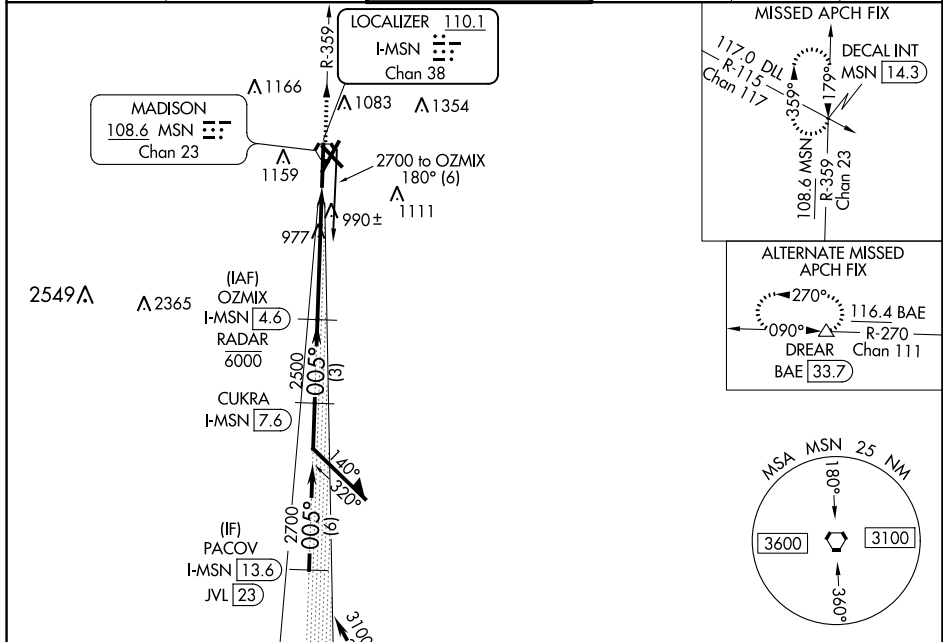 LOCALIZER 110.1
I-MSN
Chan 38
R-359
MADISON
108.6 MSN
Chan 23
1166
1083
1354
1159
2700 to OZMIX
180° (6)
1111
990 ±
977
2549
2365
(IAF)
OZMIX
I-MSN 4.6
RADAR
6000
2500
005°
(3)
CUKRA
I-MSN 7.6
140°
320°
2700
005°
(6)
(IF)
PACOV
I-MSN 13.6
JVL 23
3100
MISSED APCH FIX
117.0 DLL
R-115
Chan 117
359°
179°
DECAL INT
MSN 14.3
108.6 MSN
R-359
Chan 23
ALTERNATE MISSED
APCH FIX
270°
090°
116.4 BAE
R-270
Chan 111
DREAR
BAE 33.7
MSA MSN 25 NM
180°
3600
3100
360°